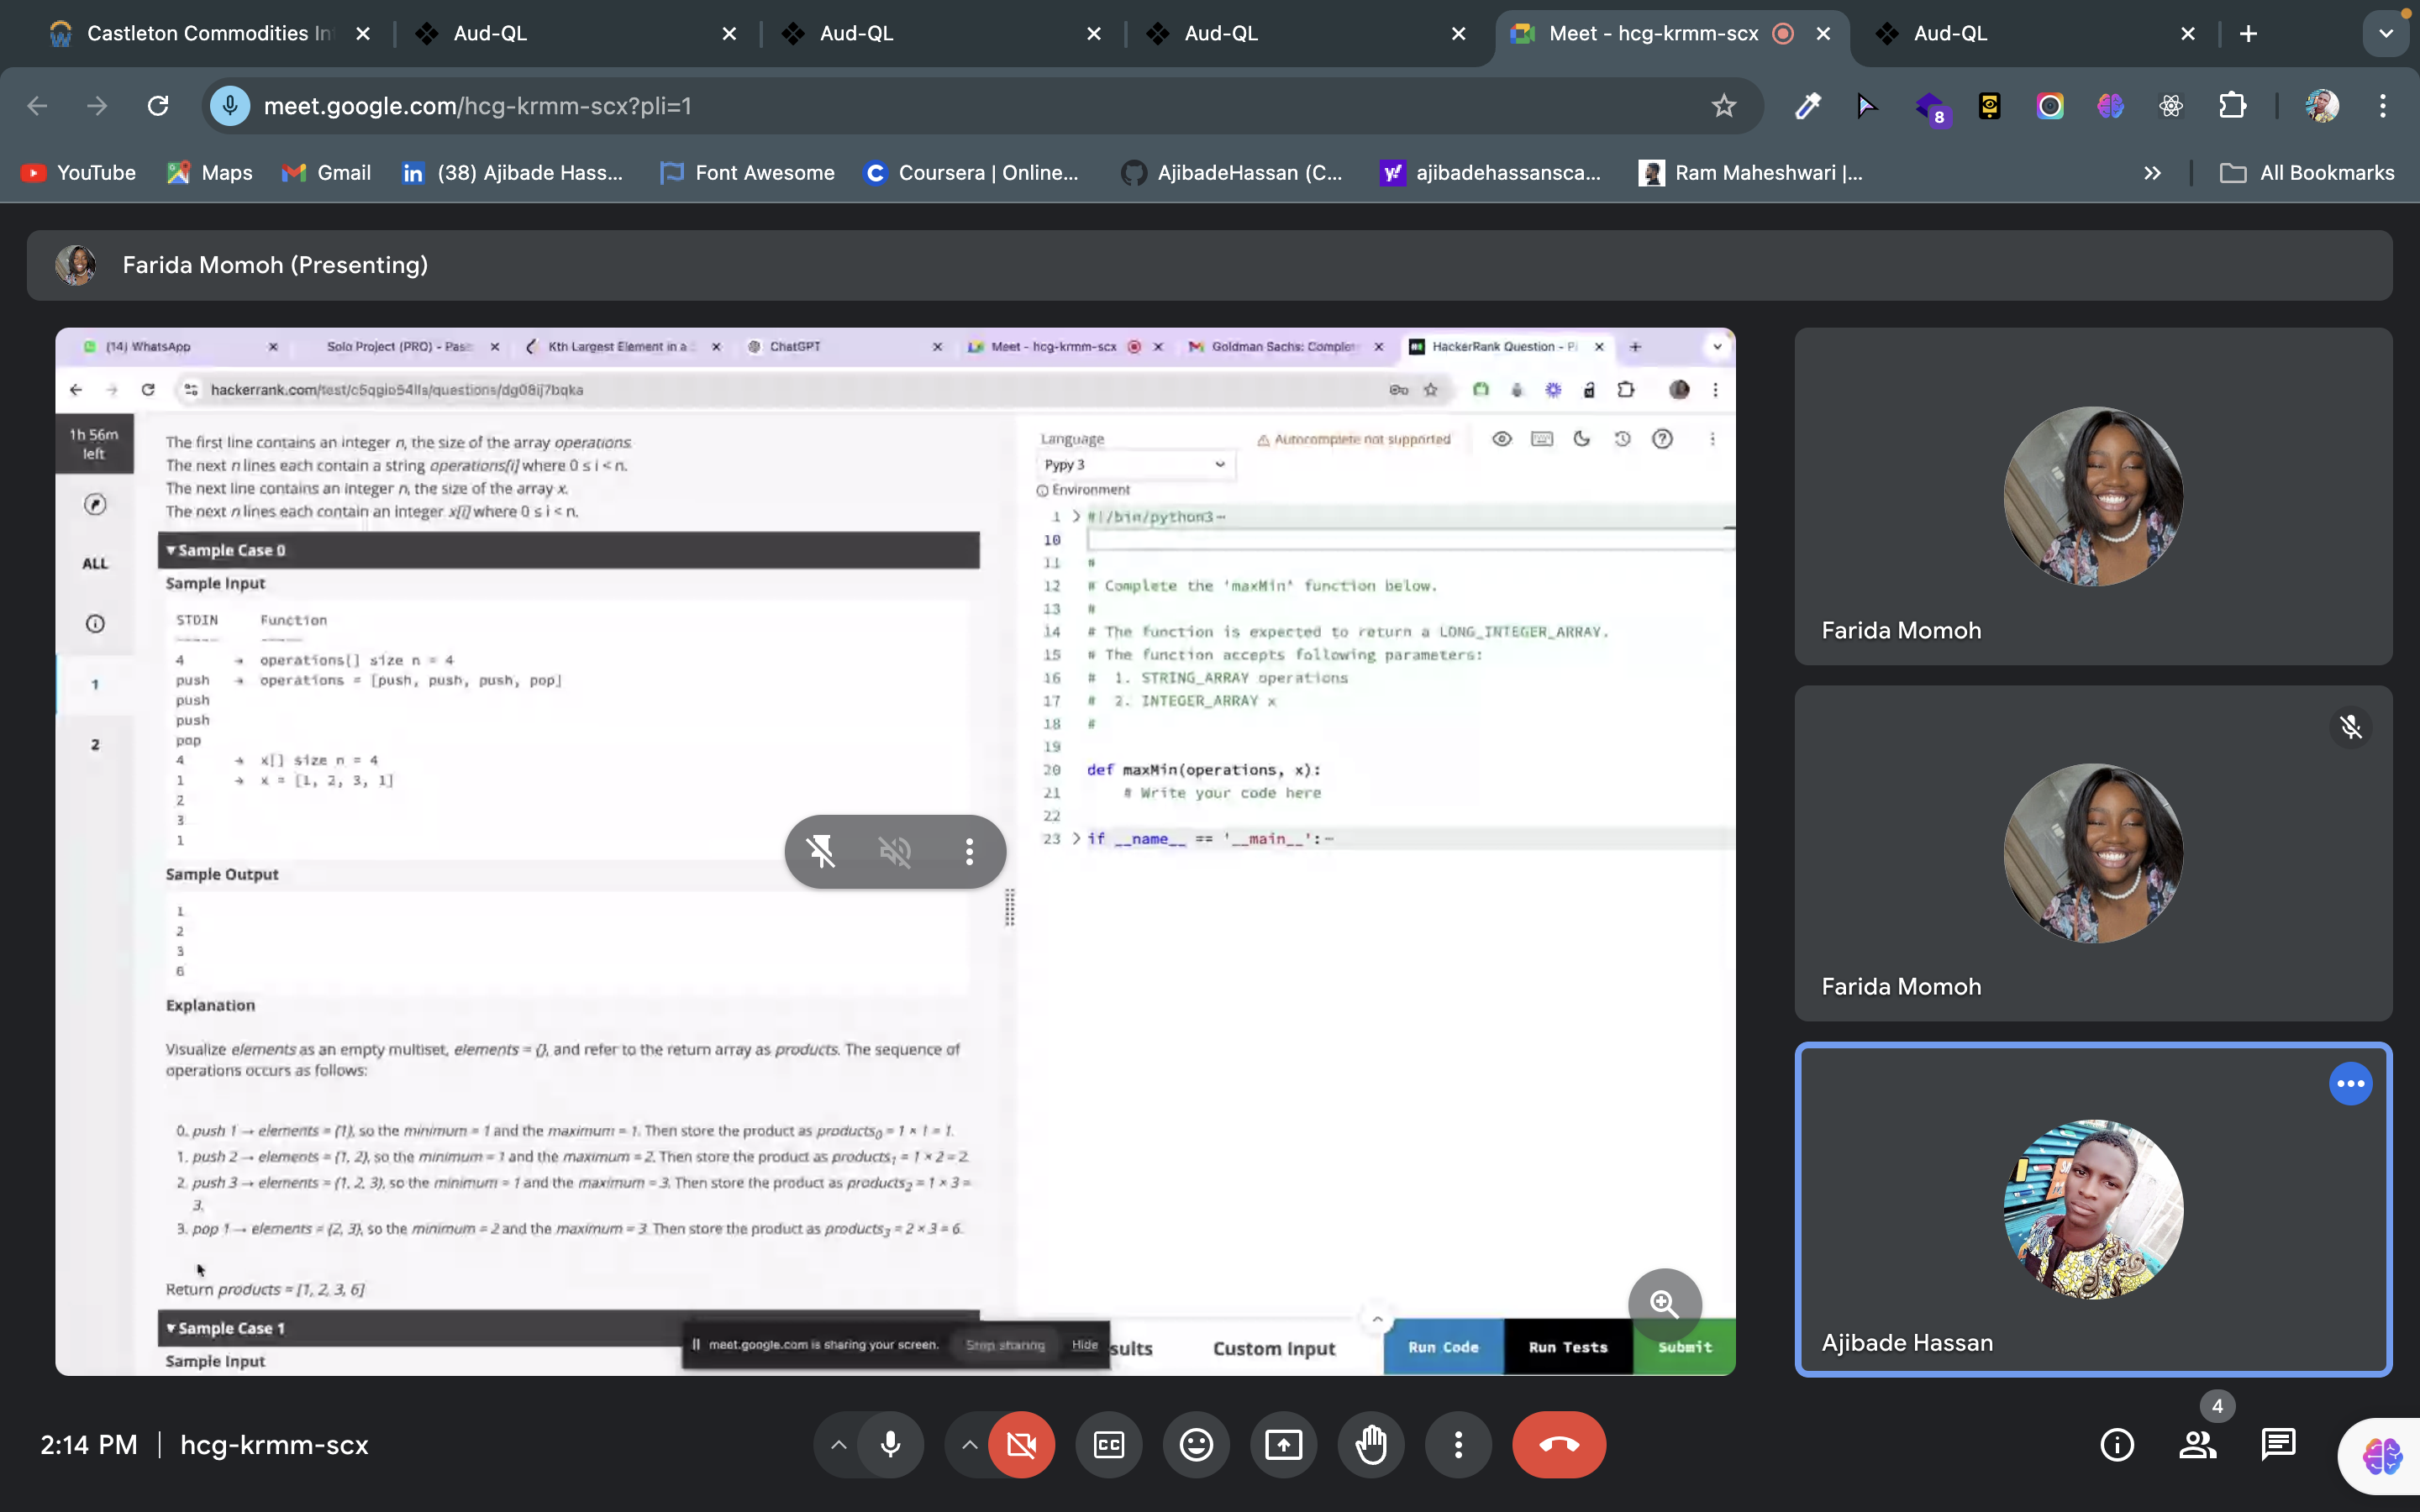 Castleton Commodities In
Aud-QL
Aud-QL
Aud-QL
Meet - hcg-krmm-scx
Aud-QL
meet.google.com/hcg-krmm-scx?pli=1
8
YouTube
Maps
Gmail
(38) Ajibade Hass...
Font Awesome
Coursera | Online...
AjibadeHassan (C...
ajibadehassansca...
Ram Maheshwari |...
All Bookmarks
Farida Momoh (Presenting)
(14) WhatsApp
Solo Project (PRO) - Pas
Kth Largest Element in a
ChatGPT
Meet - hcg-krmm-scx
Goldman Sachs: Complet
HackerRank Question - Pi
hackerrank.com/test/c5qgio54lls/questions/dg08ij7bqka
1h 56m
left
ALL
1
2
The first line contains an integer n, the size of the array operations.
The next n lines each contain a string operations[i] where 0 ≤ i < n.
The next line contains an integer n, the size of the array x.
The next n lines each contain an integer x[i] where 0 ≤ i < n.
Sample Case 0
Sample Input
STDIN Function
----- -----
4 → operations[] size n = 4
push → operations = [push, push, push, pop]
push
push
pop
4 → x[] size n = 4
1 → x = [1, 2, 3, 1]
2
3
1
Sample Output
1
2
3
6
Explanation
Visualize elements as an empty multiset, elements = {}, and refer to the return array as products. The sequence of
operations occurs as follows:
0. push 1 → elements = {1}, so the minimum = 1 and the maximum = 1. Then store the product as products0 = 1 × 1 = 1.
1. push 2 → elements = {1, 2}, so the minimum = 1 and the maximum = 2. Then store the product as products1 = 1 × 2 = 2.
2. push 3 → elements = {1, 2, 3}, so the minimum = 1 and the maximum = 3. Then store the product as products2 = 1 × 3 =
3.
3. pop 1 → elements = {2, 3}, so the minimum = 2 and the maximum = 3. Then store the product as products3 = 2 × 3 = 6.
Return products = [1, 2, 3, 6]
Sample Case 1
Sample Input
Language
Autocomplete not supported
Pypy 3
Environment
1 #!/bin/python3
10
11 #
12 # Complete the 'maxMin' function below.
13 #
14 # The function is expected to return a LONG_INTEGER_ARRAY.
15 # The function accepts following parameters:
16 # 1. STRING_ARRAY operations
17 # 2. INTEGER_ARRAY x
18 #
19
20 def maxMin(operations, x):
21 # Write your code here
22
23 if __name__ == '__main__':
meet.google.com is sharing your screen.
Stop sharing
Hide
sults
Custom Input
Run Code
Run Tests
Submit
Farida Momoh
Farida Momoh
Ajibade Hassan
2:14 PM | hcg-krmm-scx
CC
4